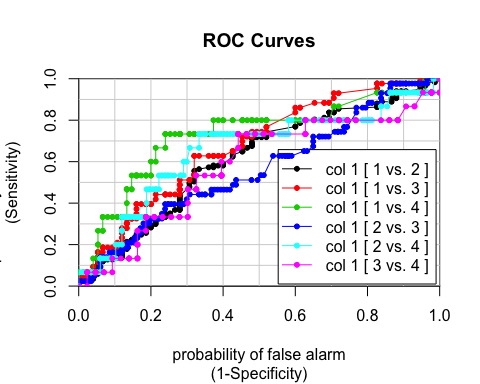 ROC Curves
(Sensitivity)
1.0
0.8
0.6
0.4
0.2
0.0
col 1 [ 1 vs. 2 ]
col 1 [ 1 vs. 3 ]
col 1 [ 1 vs. 4 ]
col 1 [ 2 vs. 3 ]
col 1 [ 2 vs. 4 ]
col 1 [ 3 vs. 4 ]
0.0 0.2 0.4 0.6 0.8 1.0
probability of false alarm
(1-Specificity)